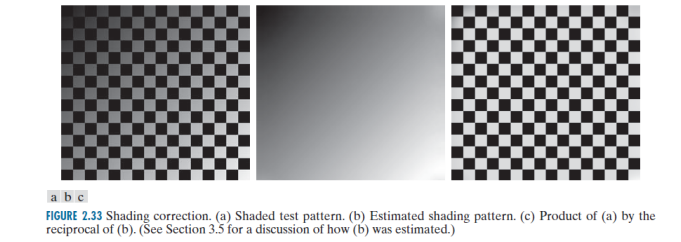 a b c
FIGURE 2.33 Shading correction. (a) Shaded test pattern. (b) Estimated shading pattern. (c) Product of (a) by the
reciprocal of (b). (See Section 3.5 for a discussion of how (b) was estimated.)